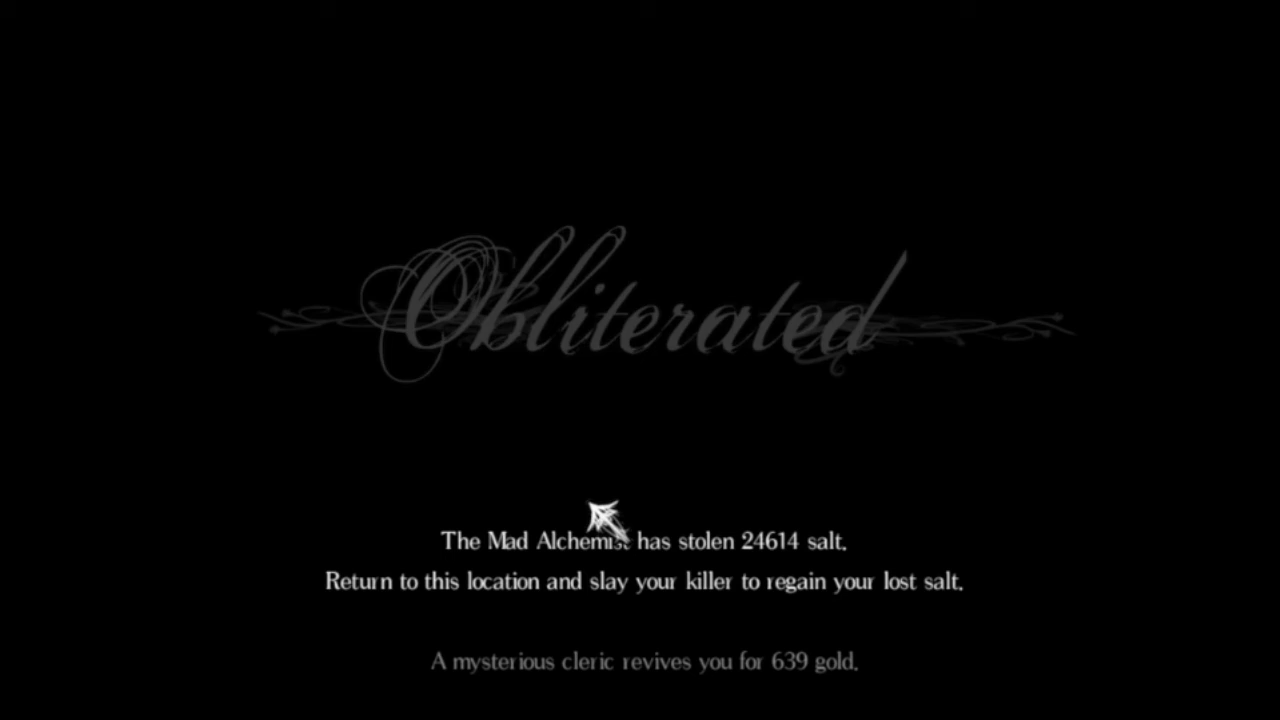 Obliterated
The Mad Alchemist has stolen 24614 salt.
Return to this location and slay your killer to regain your lost salt.
A mysterious cleric revives you for 639 gold.